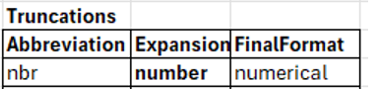 Truncations
Abbreviation Expansion FinalFormat
nbr number numerical